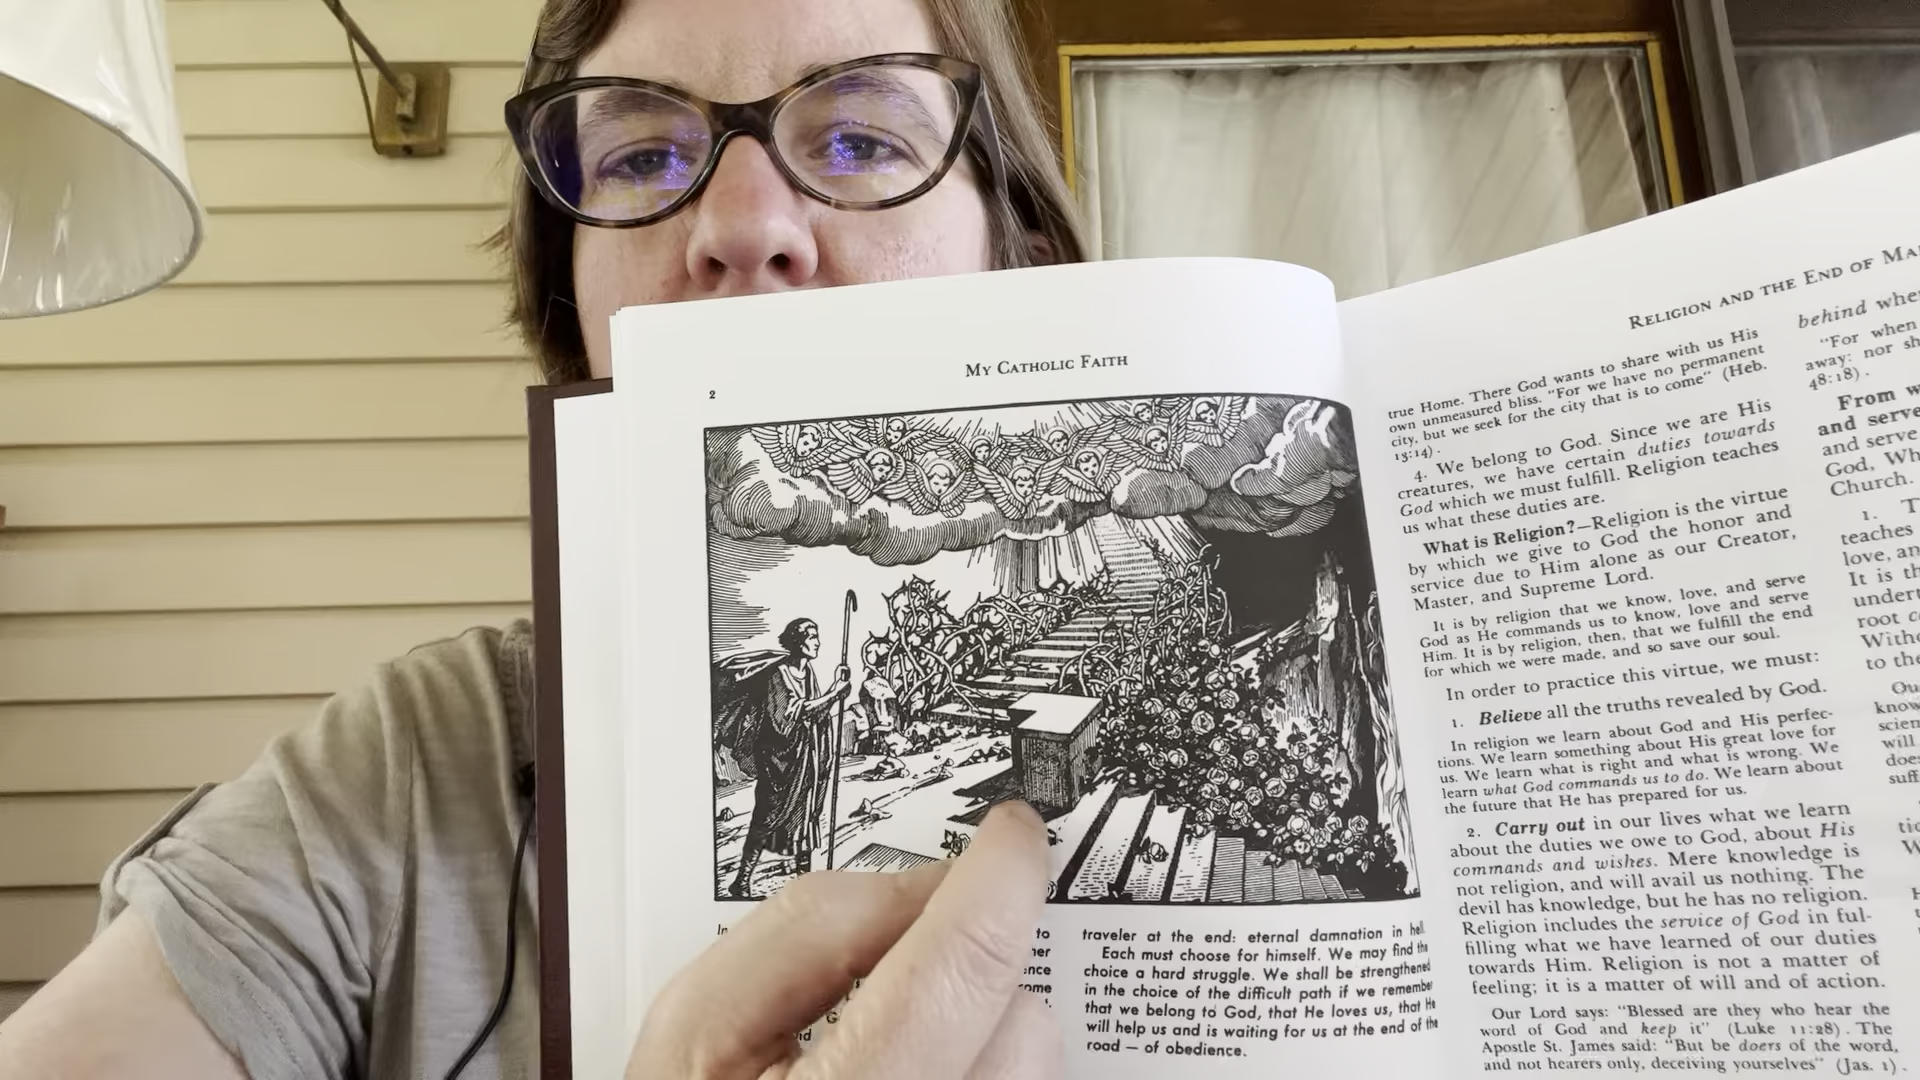 My Catholic Faith
2
In
to
ome
id
traveler at the end: eternal damnation in hell.
Each must choose for himself. We may find the
choice a hard struggle. We shall be strengthened
in the choice of the difficult path if we remember
that we belong to God, that He loves us, that He
will help us and is waiting for us at the end of the
road — of obedience.
Religion and the End of Ma
true Home. There God wants to share with us His
own unmeasured bliss. "For we have no permanent
city, but we seek for the city that is to come" (Heb.
13:14).
4. We belong to God. Since we are His
creatures, we have certain duties towards
God which we must fulfill. Religion teaches
us what these duties are.
What is Religion?—Religion is the virtue
by which we give to God the honor and
service due to Him alone as our Creator,
Master, and Supreme Lord.
It is by religion that we know, love, and serve
God as He commands us to know, love and serve
Him. It is by religion, then, that we fulfill the end
for which we were made, and so save our soul.
In order to practice this virtue, we must:
1. Believe all the truths revealed by God.
In religion we learn about God and His perfec-
tions. We learn something about His great love for
us. We learn what is right and what is wrong. We
learn what God commands us to do. We learn about
the future that He has prepared for us.
2. Carry out in our lives what we learn
about the duties we owe to God, about His
commands and wishes. Mere knowledge is
not religion, and will avail us nothing. The
devil has knowledge, but he has no religion.
Religion includes the service of God in ful-
filling what we have learned of our duties
towards Him. Religion is not a matter of
feeling; it is a matter of will and of action.
Our Lord says: "Blessed are they who hear the
word of God and keep it" (Luke 11:28). The
Apostle St. James said: "But be doers of the word,
and not hearers only, deceiving yourselves" (Jas. 1).
behind whe
"For when
away: nor sh
48:18).
From w
and serve
and serve
God, Wh
Church.
1. T
teaches
love, an
It is th
undert
root c
Witho
to the
Ou
know
scien
will
does
suff
tio
W